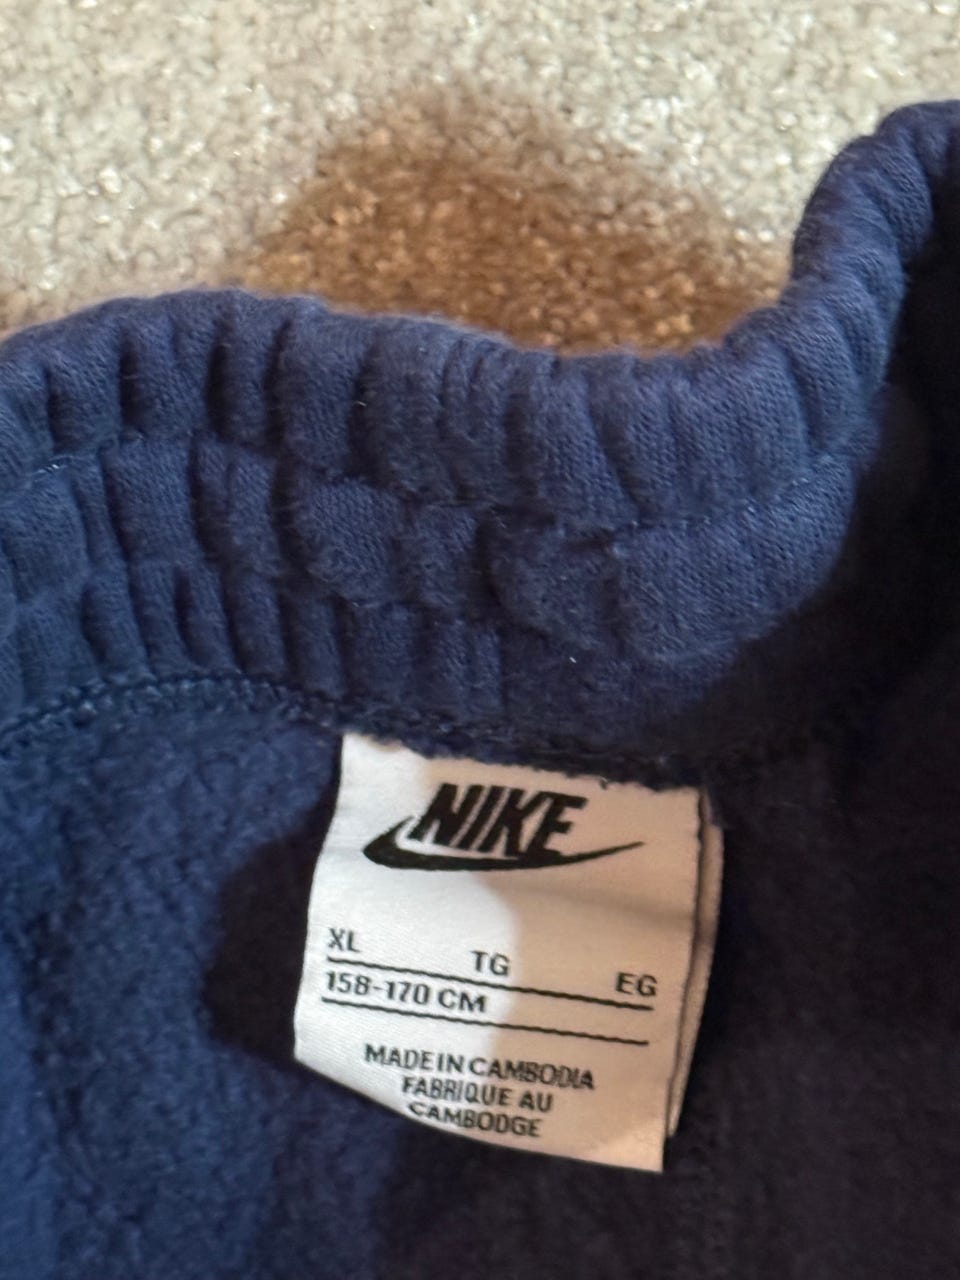 NIKE
XL TG EG
158-170 CM
MADE IN CAMBODIA
FABRIQUE AU
CAMBODGE